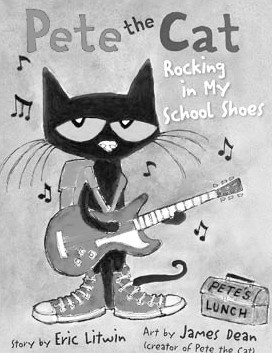 Pete the Cat
Rocking
in My
School Shoes
PETE'S
LUNCH
Story by Eric Litwin
Art by James Dean
(creator of Pete the Cat)